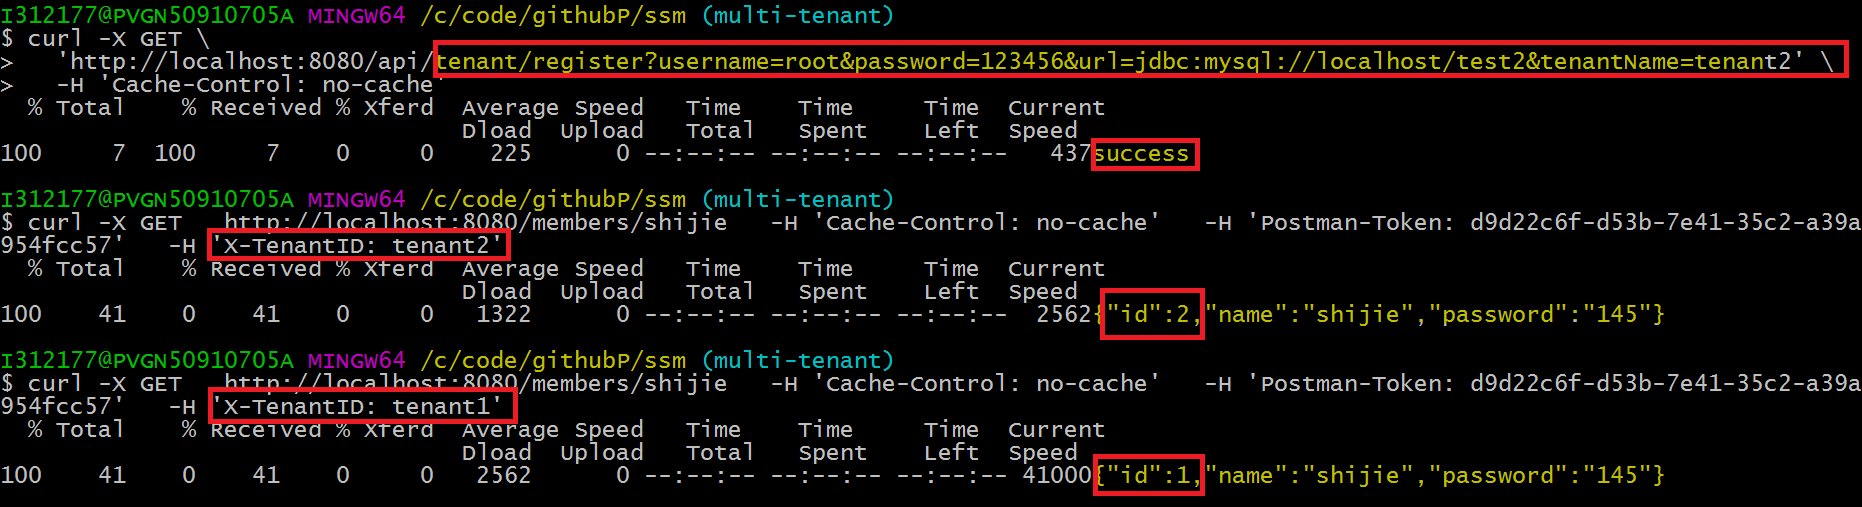 I312177@PVGN50910705A MINGW64 /c/code/githubP/ssm (multi-tenant)
$ curl -X GET \
>   'http://localhost:8080/api/tenant/register?username=root&password=123456&url=jdbc:mysql://localhost/test2&tenantName=tenant2' \
>   -H 'Cache-Control: no-cache'
  % Total    % Received % Xferd  Average Speed   Time    Time     Time  Current
                                 Dload  Upload   Total   Spent    Left  Speed
100     7  100     7    0     0    225      0 --:--:-- --:--:-- --:--:--   437success
I312177@PVGN50910705A MINGW64 /c/code/githubP/ssm (multi-tenant)
$ curl -X GET   http://localhost:8080/members/shijie   -H 'Cache-Control: no-cache'   -H 'Postman-Token: d9d22c6f-d53b-7e41-35c2-a39a
954fcc57'   -H 'X-TenantID: tenant2'
  % Total    % Received % Xferd  Average Speed   Time    Time     Time  Current
                                 Dload  Upload   Total   Spent    Left  Speed
100    41    0    41    0     0   1322      0 --:--:-- --:--:-- --:--:--  2562{"id":2,"name":"shijie","password":"145"}
I312177@PVGN50910705A MINGW64 /c/code/githubP/ssm (multi-tenant)
$ curl -X GET   http://localhost:8080/members/shijie   -H 'Cache-Control: no-cache'   -H 'Postman-Token: d9d22c6f-d53b-7e41-35c2-a39a
954fcc57'   -H 'X-TenantID: tenant1'
  % Total    % Received % Xferd  Average Speed   Time    Time     Time  Current
                                 Dload  Upload   Total   Spent    Left  Speed
100    41    0    41    0     0   2562      0 --:--:-- --:--:-- --:--:-- 41000{"id":1,"name":"shijie","password":"145"}